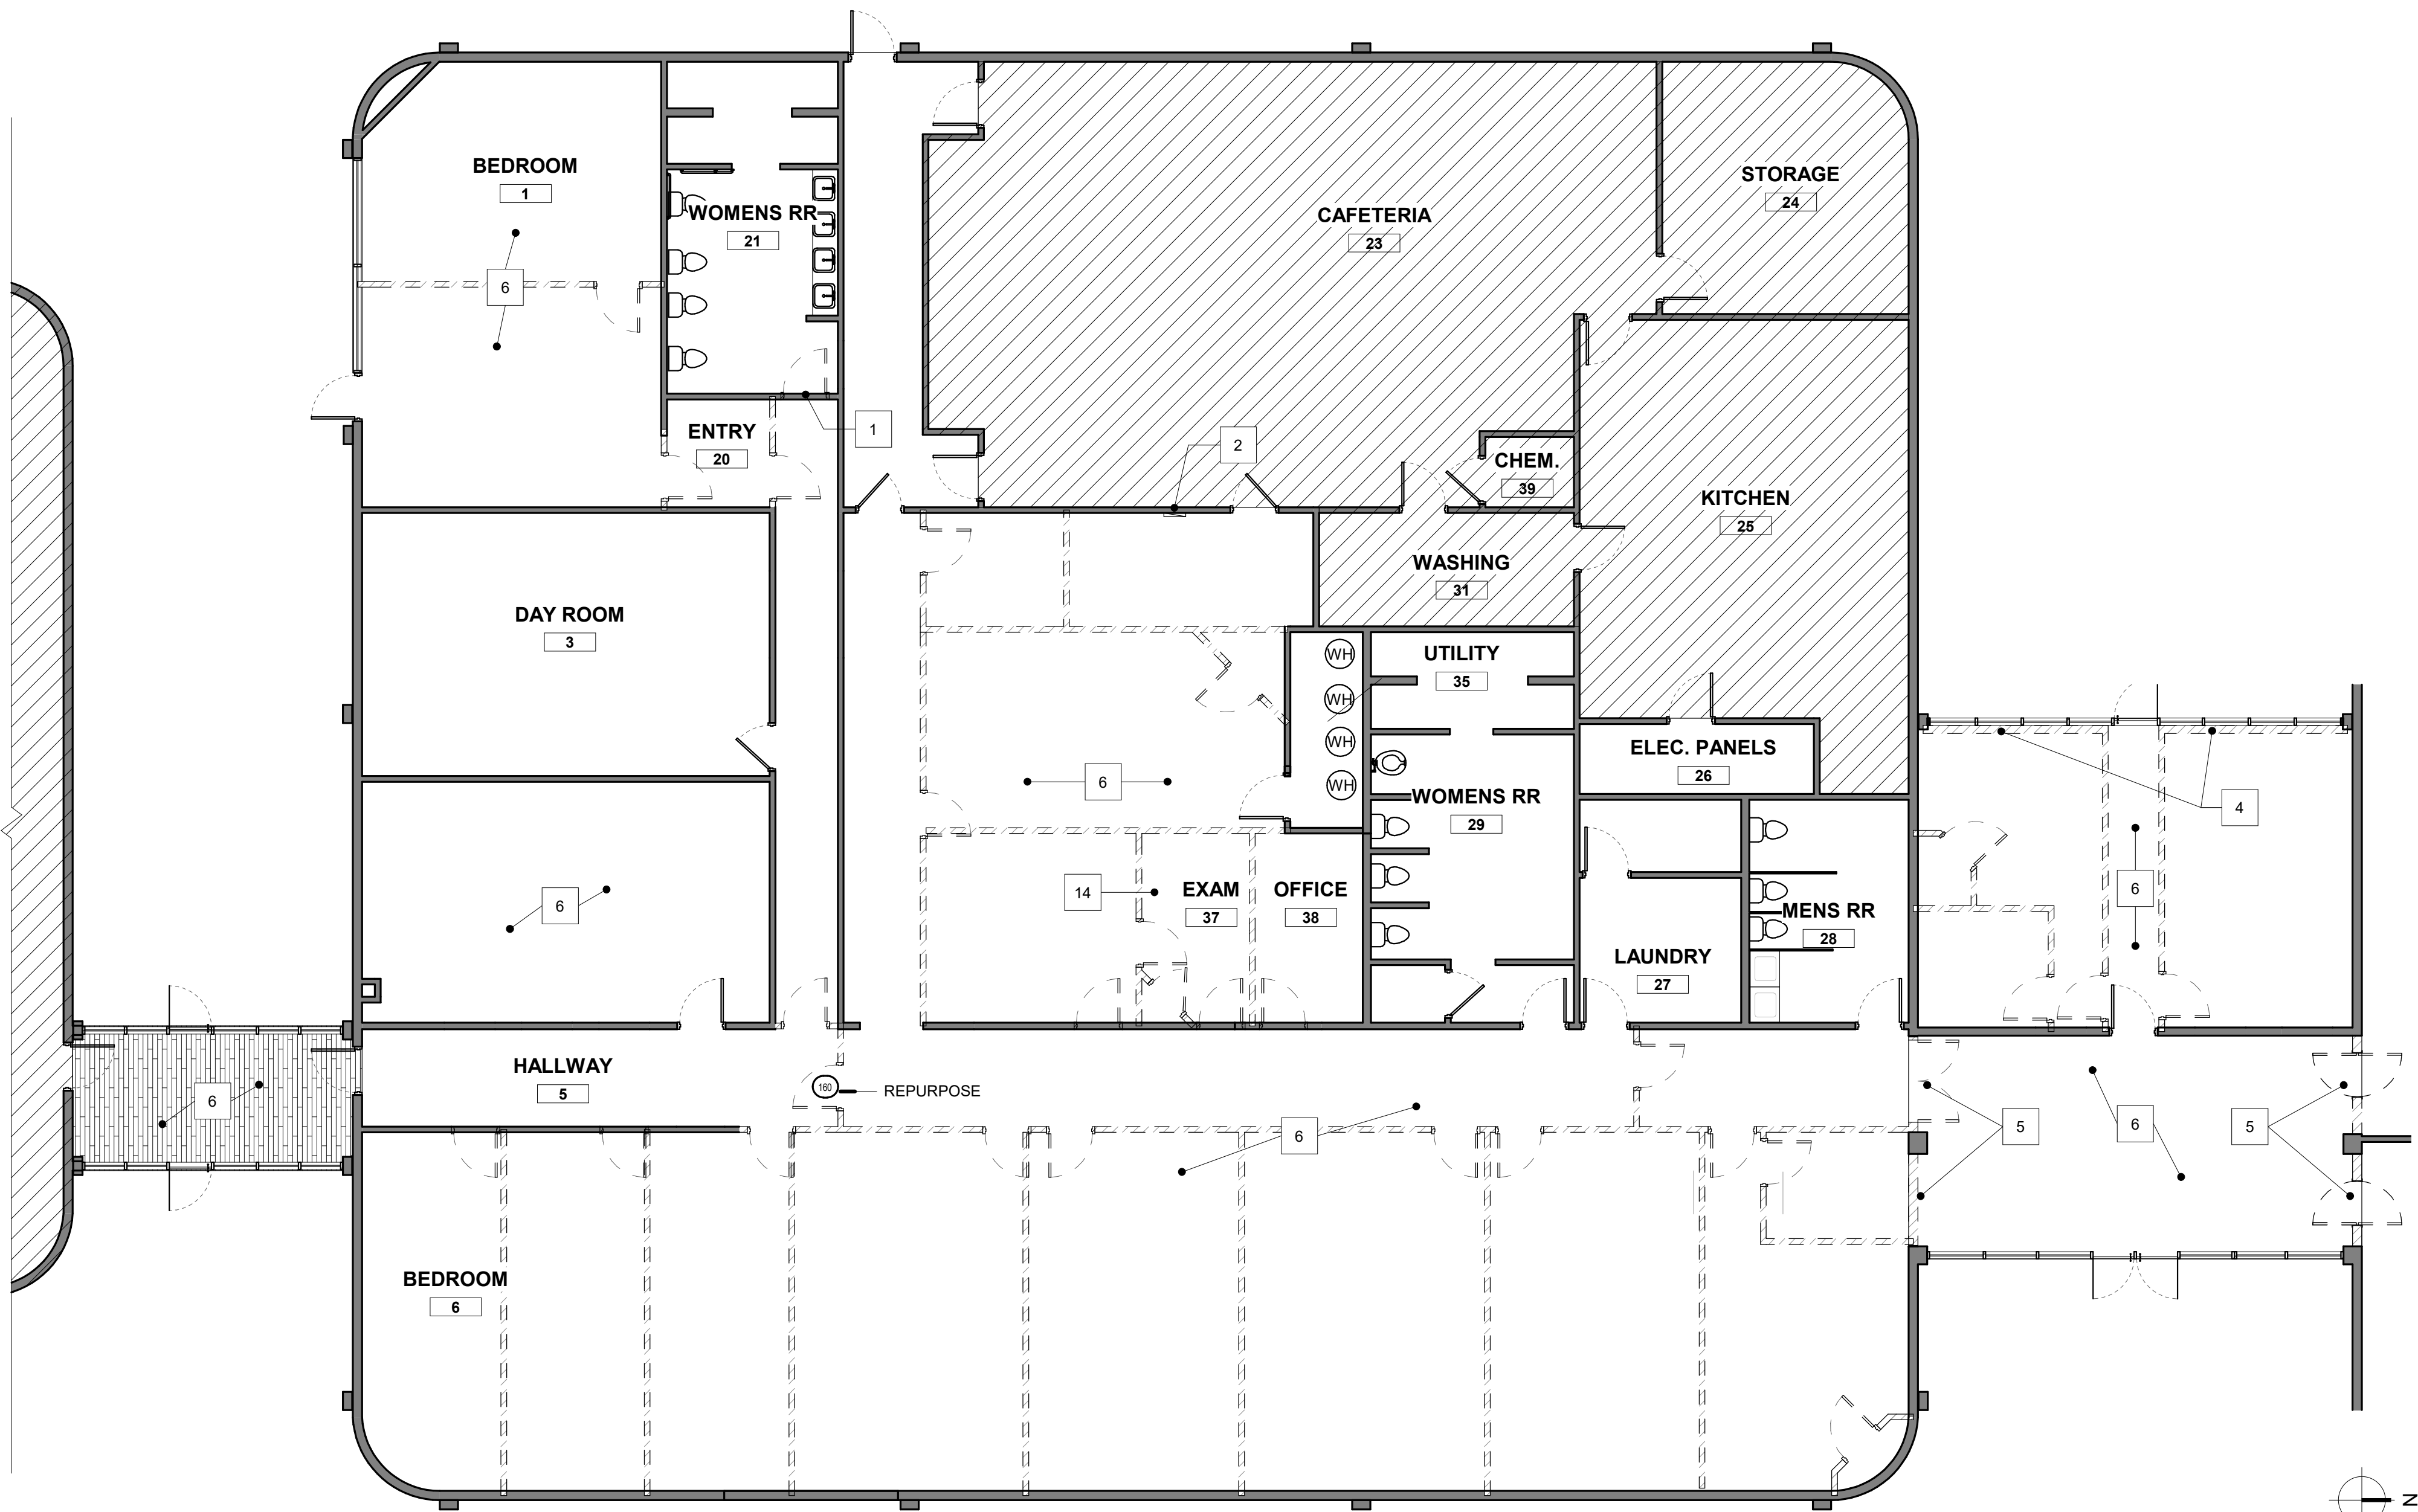 BEDROOM
1
6
WOMENS RR
21
ENTRY
20
1
CAFETERIA
23
STORAGE
24
2
CHEM.
39
KITCHEN
25
WASHING
31
DAY ROOM
3
UTILITY
35
WH
WH
WH
WH
6
ELEC. PANELS
26
WOMENS RR
29
4
6
6
14
EXAM
37
OFFICE
38
MENS RR
28
LAUNDRY
27
HALLWAY
5
6
160
REPURPOSE
6
5
6
5
BEDROOM
6
N